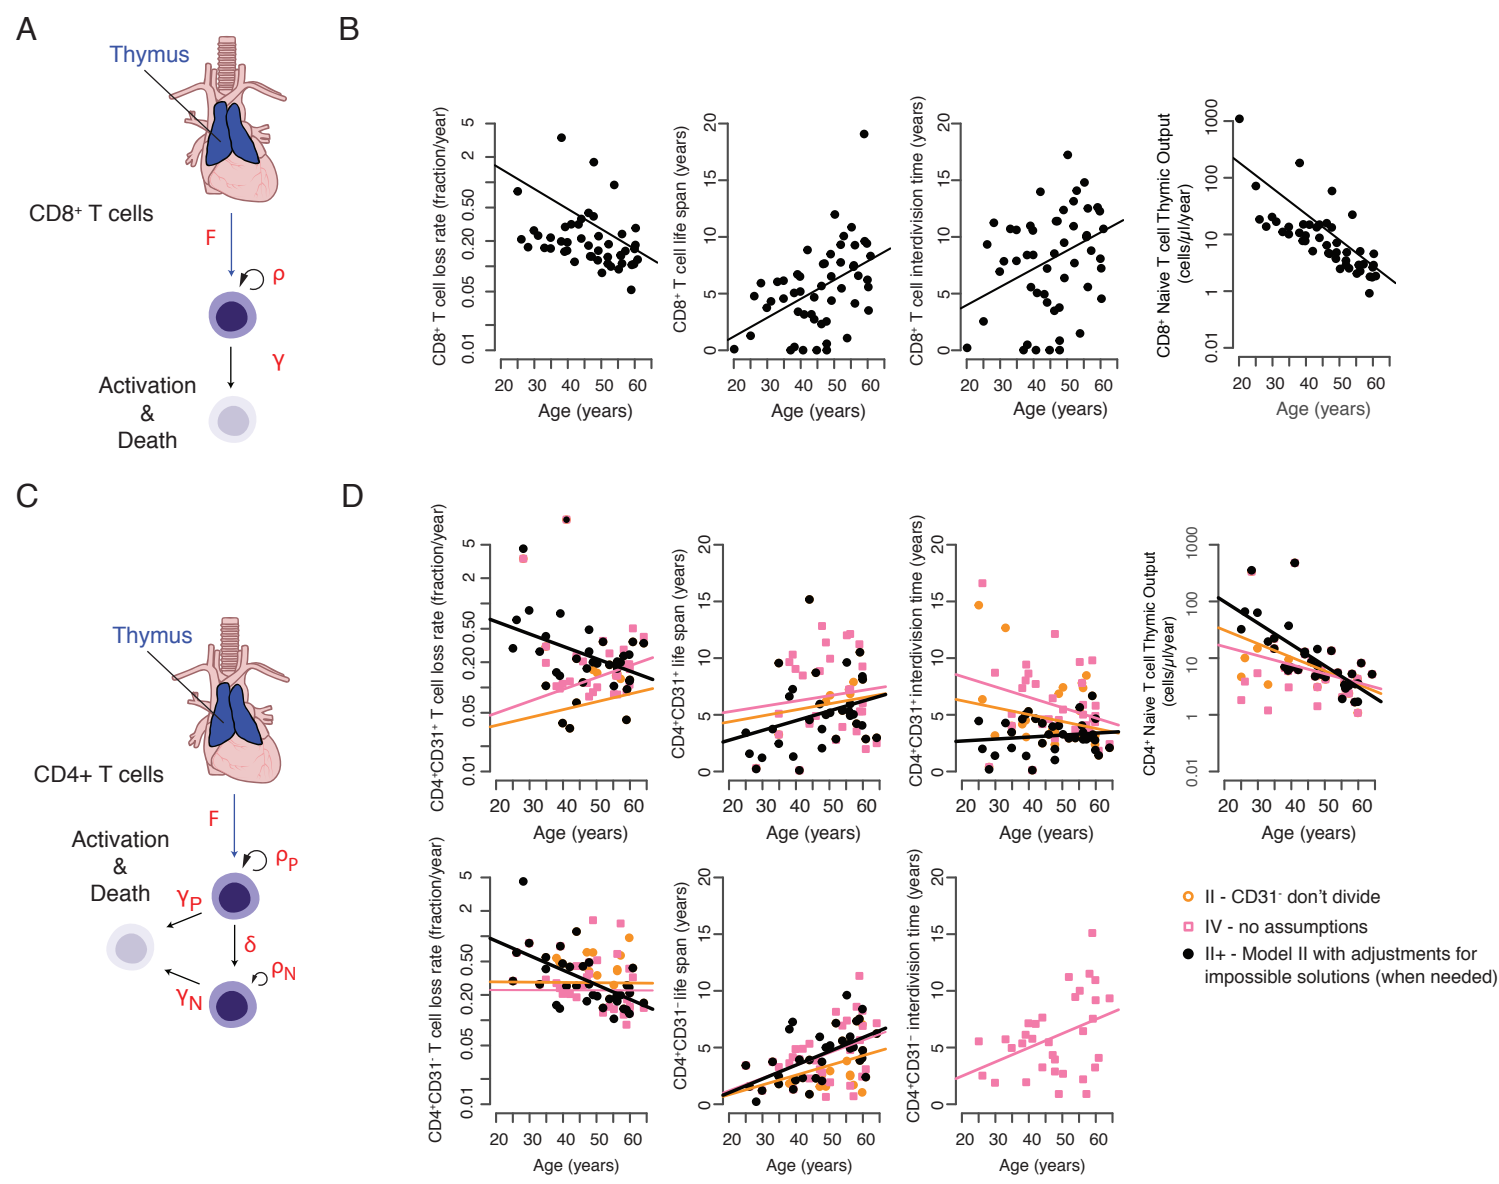 A
Thymus
CD8⁺ T cells
F
ρ
γ
Activation
&
Death
B
CD8⁺ T cell loss rate (fraction/year)
5
2
0.50
0.20
0.05
0.01
20 30 40 50 60
Age (years)
CD8⁺ T cell life span (years)
20
15
10
5
0
20 30 40 50 60
Age (years)
CD8⁺ T cell interdivision time (years)
20
15
10
5
0
20 30 40 50 60
Age (years)
CD8⁺ Naive T cell Thymic Output
(cells/µl/year)
1000
100
10
1
0.01
20 30 40 50 60
Age (years)
C
Thymus
CD4+ T cells
F
Activation
&
Death
ρP
γP
δ
ρN
γN
D
CD4⁺CD31⁺ T cell loss rate (fraction/year)
5
2
0.50
0.20
0.05
0.01
20 30 40 50 60
Age (years)
CD4⁺CD31⁺ life span (years)
20
15
10
5
0
20 30 40 50 60
Age (years)
CD4⁺CD31⁺ interdivision time (years)
20
15
10
5
0
20 30 40 50 60
Age (years)
CD4⁺ Naive T cell Thymic Output
(cells/µl/year)
1000
100
10
1
0.01
20 30 40 50 60
Age (years)
CD4⁺CD31⁻ T cell loss rate (fraction/year)
5
2
0.50
0.20
0.05
0.01
20 30 40 50 60
Age (years)
CD4⁺CD31⁻ life span (years)
20
15
10
5
0
20 30 40 50 60
Age (years)
CD4⁺CD31⁻ interdivision time (years)
20
15
10
5
0
20 30 40 50 60
Age (years)
II - CD31⁻ don't divide
IV - no assumptions
II+ - Model II with adjustments for
impossible solutions (when needed)